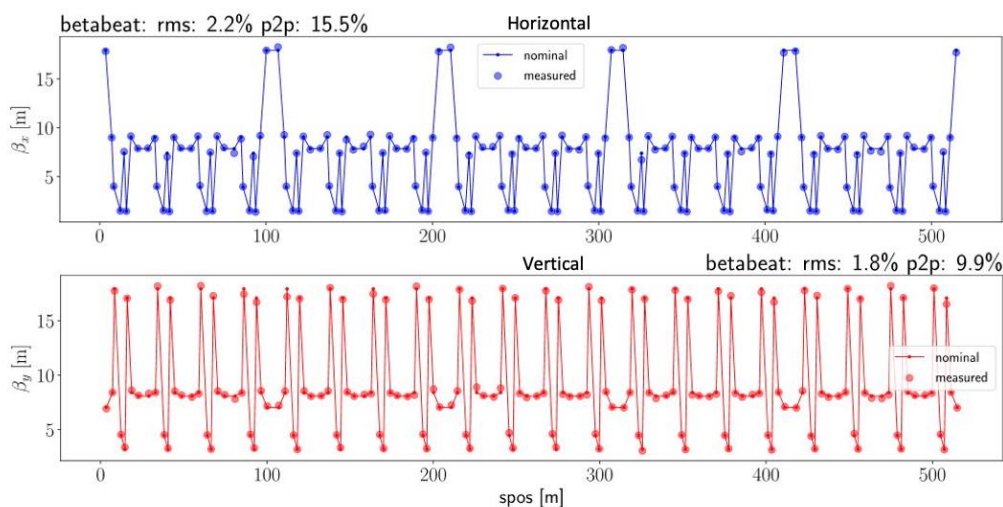 betabeat: rms: 2.2% p2p: 15.5%
Horizontal
nominal
measured
β_x [m]
15
10
5
0
100
200
300
400
500
Vertical
betabeat: rms: 1.8% p2p: 9.9%
nominal
measured
β_y [m]
15
10
5
0
100
200
300
400
500
spos [m]